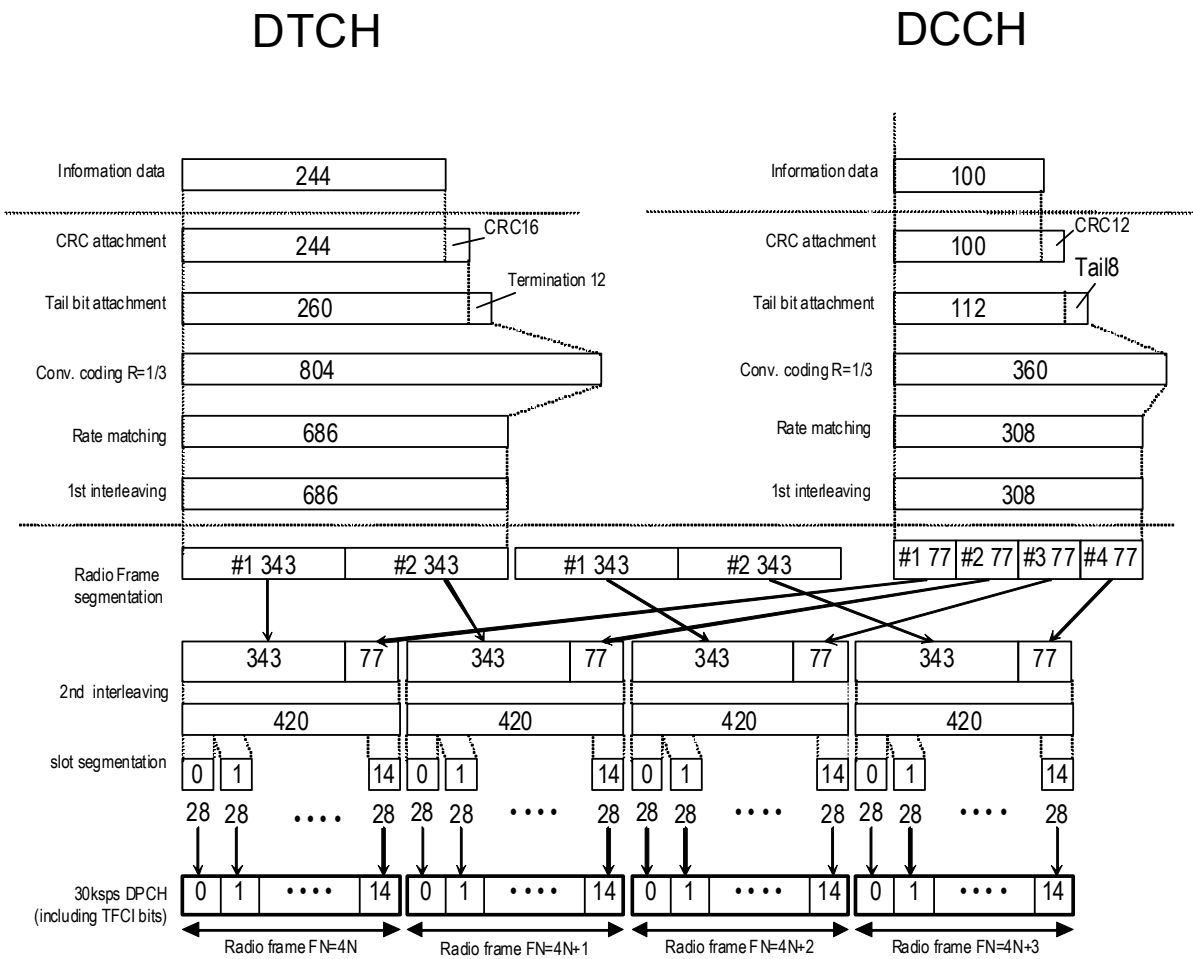 DTCH DCCH
Information data 244 Information data 100
CRC attachment 244 CRC16 CRC attachment 100 CRC12
Tail bit attachment 260 Termination 12 Tail bit attachment 112 Tail8
Conv. coding R=1/3 804 Conv. coding R=1/3 360
Rate matching 686 Rate matching 308
1st interleaving 686 1st interleaving 308
Radio Frame segmentation #1 343 #2 343 #1 343 #2 343 #1 77 #2 77 #3 77 #4 77
343 77 343 77 343 77 343 77
2nd interleaving
420 420 420 420
slot segmentation 0 1 14 0 1 14 0 1 14 0 1 14
28 28 •••• 28 28 28 •••• 28 28 28 •••• 28 28 28 •••• 28
30ksps DPCH (including TFCI bits) 0 1 •••• 14 0 1 •••• 14 0 1 •••• 14 0 1 •••• 14
Radio frame FN=4N Radio frame FN=4N+1 Radio frame FN=4N+2 Radio frame FN=4N+3